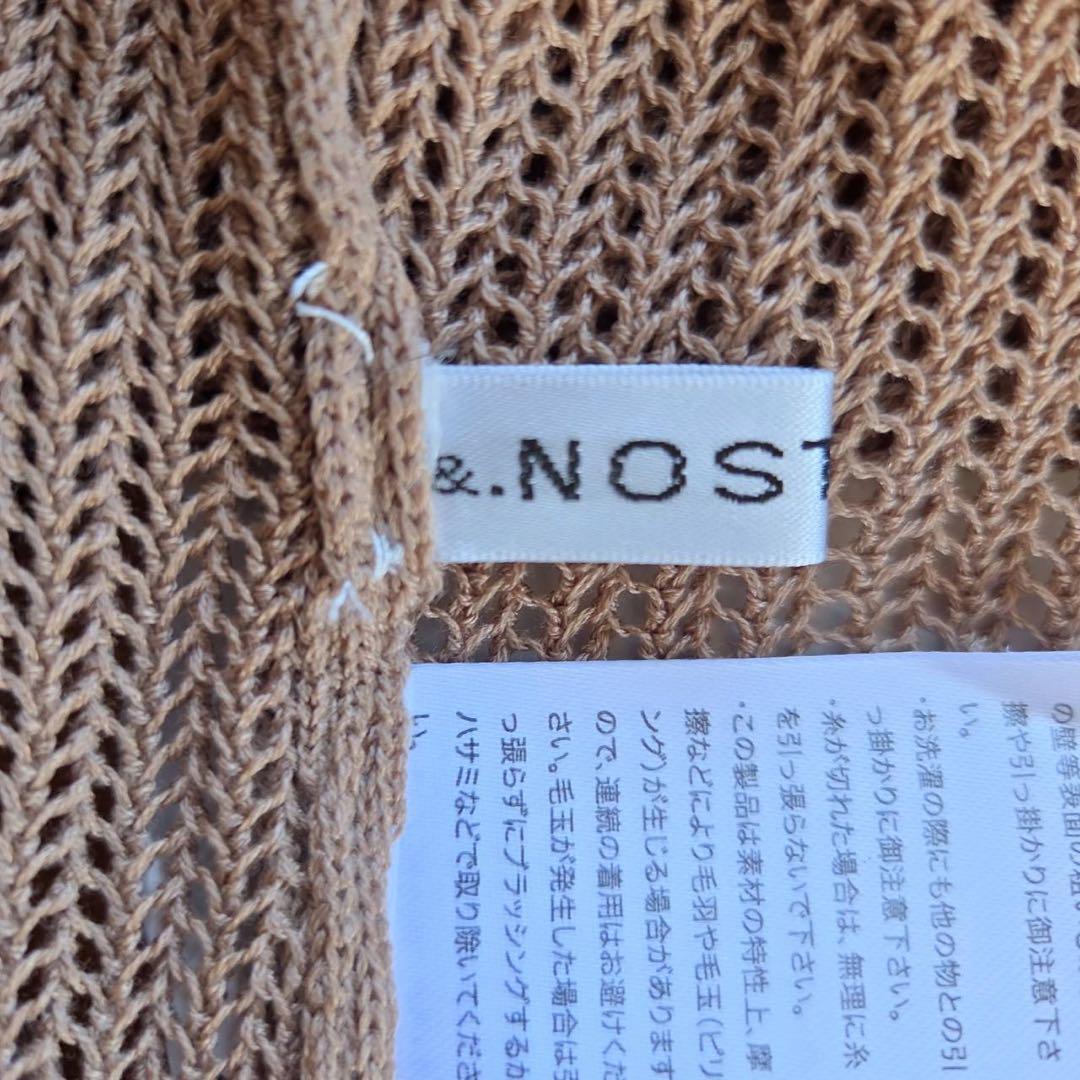 &.NOST
の壁等表面の粗い
擦や引っ掛かりに御注意下さ
い。
・お洗濯の際にも他の物との引
っ掛かりに御注意下さい。
・糸が切れた場合は、無理に糸
を引っ張らないで下さい。
・この製品は素材の特性上、摩
擦などにより毛羽や毛玉(ピリ
ング)が生じる場合があります
ので、連続の着用はお避けくだ
さい。毛玉が発生した場合は引
っ張らずにブラッシングするか
ハサミなどで取り除いてくださ
い。